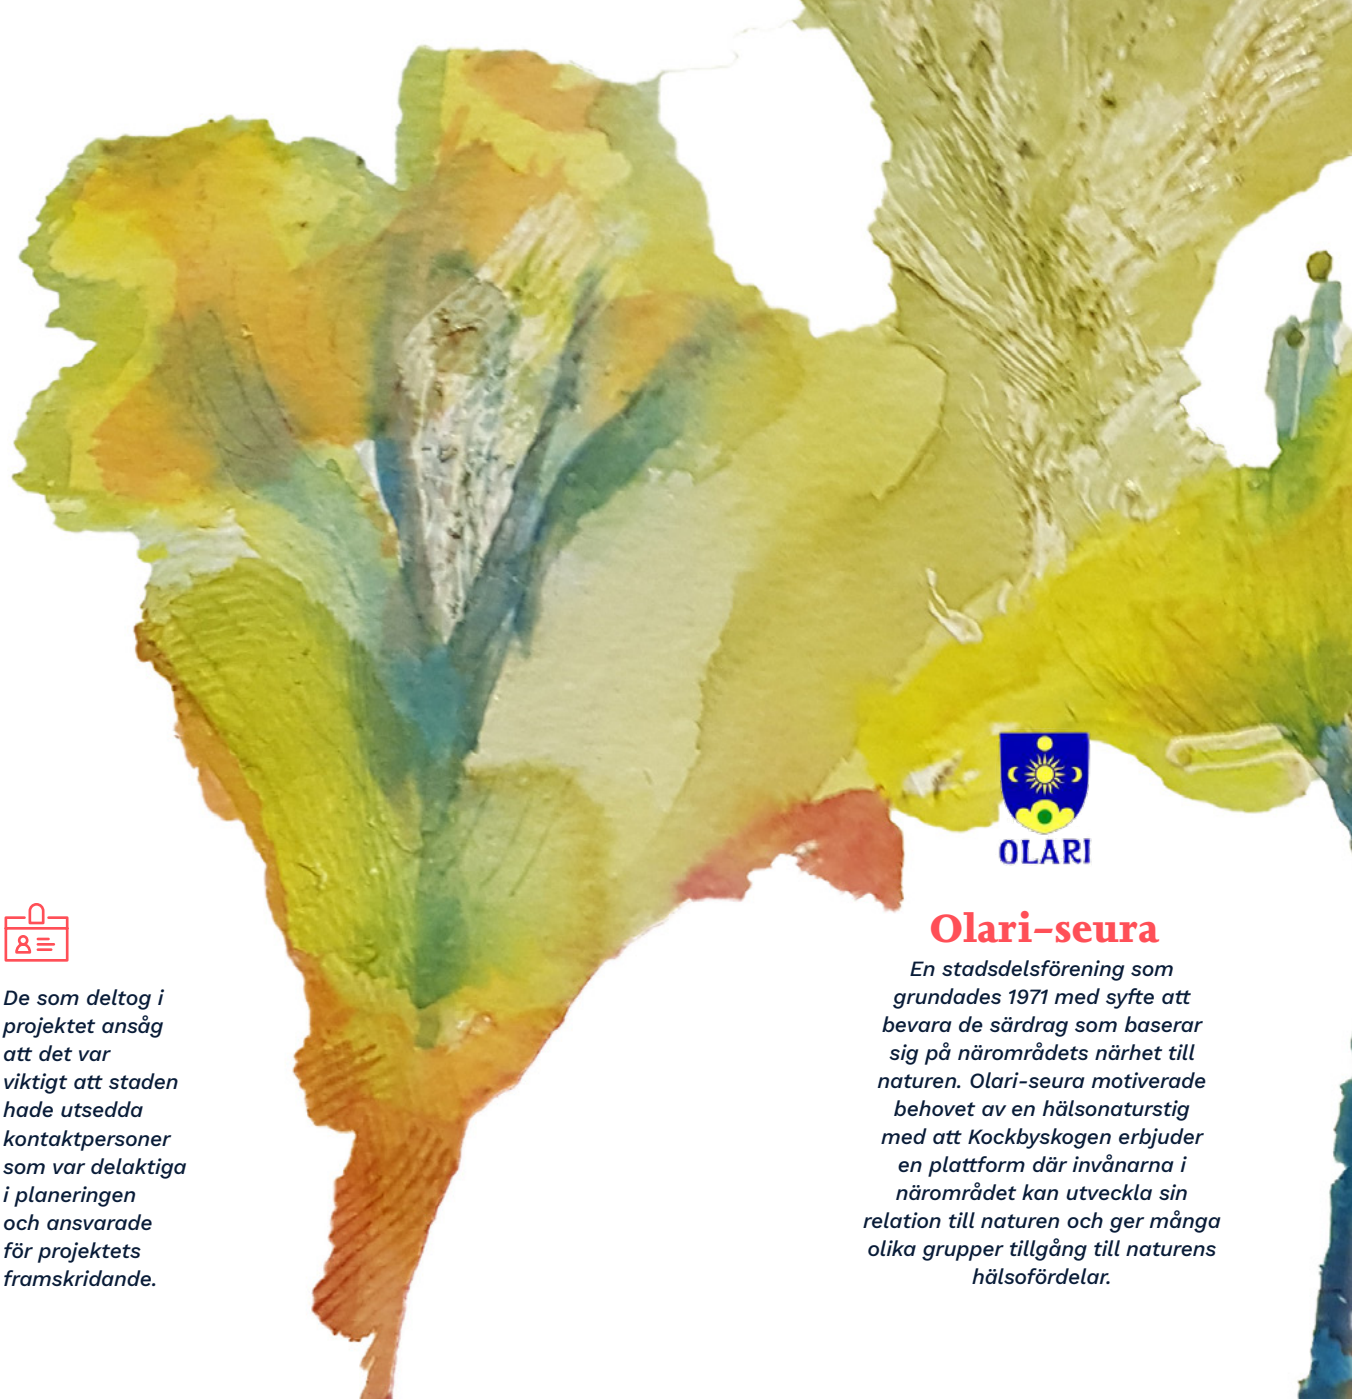 De som deltog i
projektet ansåg
att det var
viktigt att staden
hade utsedda
kontaktpersoner
som var delaktiga
i planeringen
och ansvarade
för projektets
framskridande.
OLARI
Olari-seura
En stadsdelsförening som
grundades 1971 med syfte att
bevara de särdrag som baserar
sig på närområdets närhet till
naturen. Olari-seura motiverade
behovet av en hälsonaturstig
med att Kockbyskogen erbjuder
en plattform där invånarna i
närområdet kan utveckla sin
relation till naturen och ger många
olika grupper tillgång till naturens
hälsofördelar.